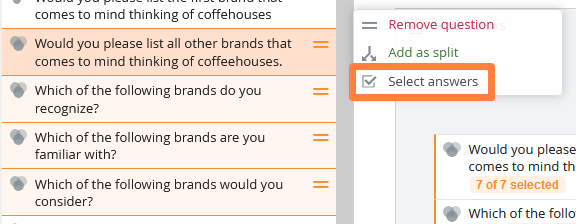 comes to mind thinking of coffeehouses
Would you please list all other brands that
comes to mind thinking of coffeehouses.
Which of the following brands do you
recognize?
Which of the following brands are you
familiar with?
Which of the following brands would you
consider?
Remove question
Add as split
Select answers
Would you please
comes to mind th
7 of 7 selected
Which of the follo